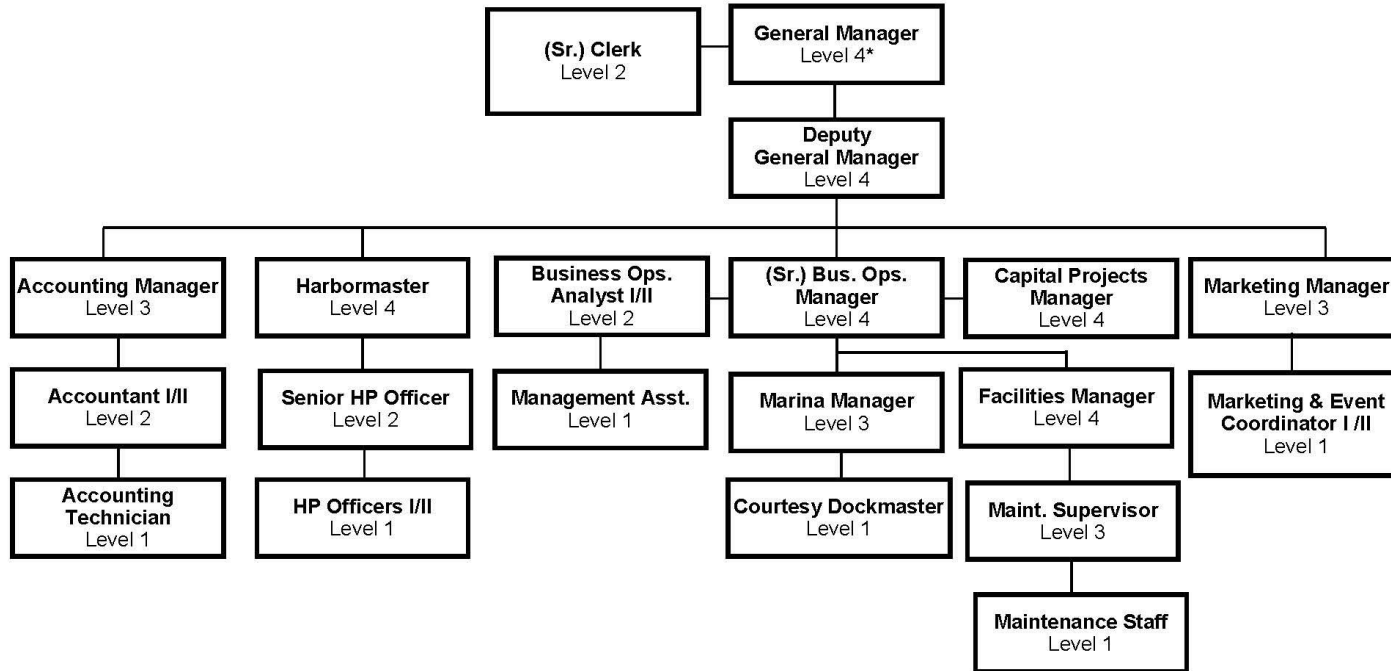 (Sr.) Clerk
Level 2
General Manager
Level 4*
Deputy
General Manager
Level 4
Accounting Manager
Level 3
Harbormaster
Level 4
Business Ops.
Analyst I/II
Level 2
(Sr.) Bus. Ops.
Manager
Level 4
Capital Projects
Manager
Level 4
Marketing Manager
Level 3
Accountant I/II
Level 2
Senior HP Officer
Level 2
Management Asst.
Level 1
Marina Manager
Level 3
Facilities Manager
Level 4
Marketing & Event
Coordinator I /II
Level 1
Accounting
Technician
Level 1
HP Officers I/II
Level 1
Courtesy Dockmaster
Level 1
Maint. Supervisor
Level 3
Maintenance Staff
Level 1